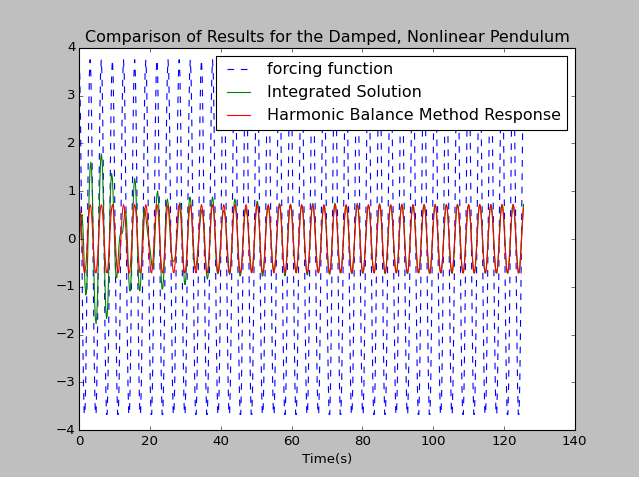 Comparison of Results for the Damped, Nonlinear Pendulum
4
3
2
1
0
−1
−2
−3
−4
forcing function
Integrated Solution
Harmonic Balance Method Response
0 20 40 60 80 100 120 140
Time(s)